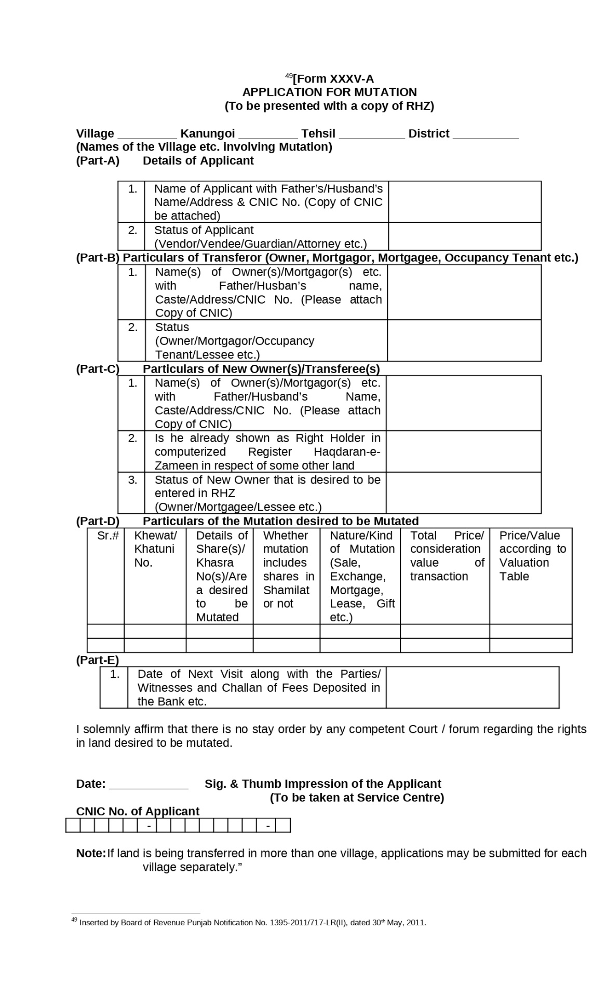 49[Form XXXV-A
APPLICATION FOR MUTATION
(To be presented with a copy of RHZ)
Village _________ Kanungoi _________ Tehsil __________ District __________
(Names of the Village etc. involving Mutation)
(Part-A) Details of Applicant
1. Name of Applicant with Father’s/Husband’s
Name/Address & CNIC No. (Copy of CNIC
be attached)
2. Status of Applicant
(Vendor/Vendee/Guardian/Attorney etc.)
(Part-B) Particulars of Transferor (Owner, Mortgagor, Mortgagee, Occupancy Tenant etc.)
1. Name(s) of Owner(s)/Mortgagor(s) etc.
with Father/Husban’s name,
Caste/Address/CNIC No. (Please attach
Copy of CNIC)
2. Status
(Owner/Mortgagor/Occupancy
Tenant/Lessee etc.)
(Part-C) Particulars of New Owner(s)/Transferee(s)
1. Name(s) of Owner(s)/Mortgagor(s) etc.
with Father/Husband’s Name,
Caste/Address/CNIC No. (Please attach
Copy of CNIC)
2. Is he already shown as Right Holder in
computerized Register Haqdaran-e-
Zameen in respect of some other land
3. Status of New Owner that is desired to be
entered in RHZ
(Owner/Mortgagee/Lessee etc.)
(Part-D) Particulars of the Mutation desired to be Mutated
Sr.#
Khewat/
Khatuni
No.
Details of
Share(s)/
Khasra
No(s)/Are
a desired
to be
Mutated
Whether
mutation
includes
shares in
Shamilat
or not
Nature/Kind
of Mutation
(Sale,
Exchange,
Mortgage,
Lease, Gift
etc.)
Total Price/
consideration
value of
transaction
Price/Value
according to
Valuation
Table
(Part-E)
1. Date of Next Visit along with the Parties/
Witnesses and Challan of Fees Deposited in
the Bank etc.
I solemnly affirm that there is no stay order by any competent Court / forum regarding the rights
in land desired to be mutated.
Date: ____________ Sig. & Thumb Impression of the Applicant
(To be taken at Service Centre)
CNIC No. of Applicant
- -
Note: If land is being transferred in more than one village, applications may be submitted for each
village separately.”
49 Inserted by Board of Revenue Punjab Notification No. 1395-2011/717-LR(II), dated 30th May, 2011.